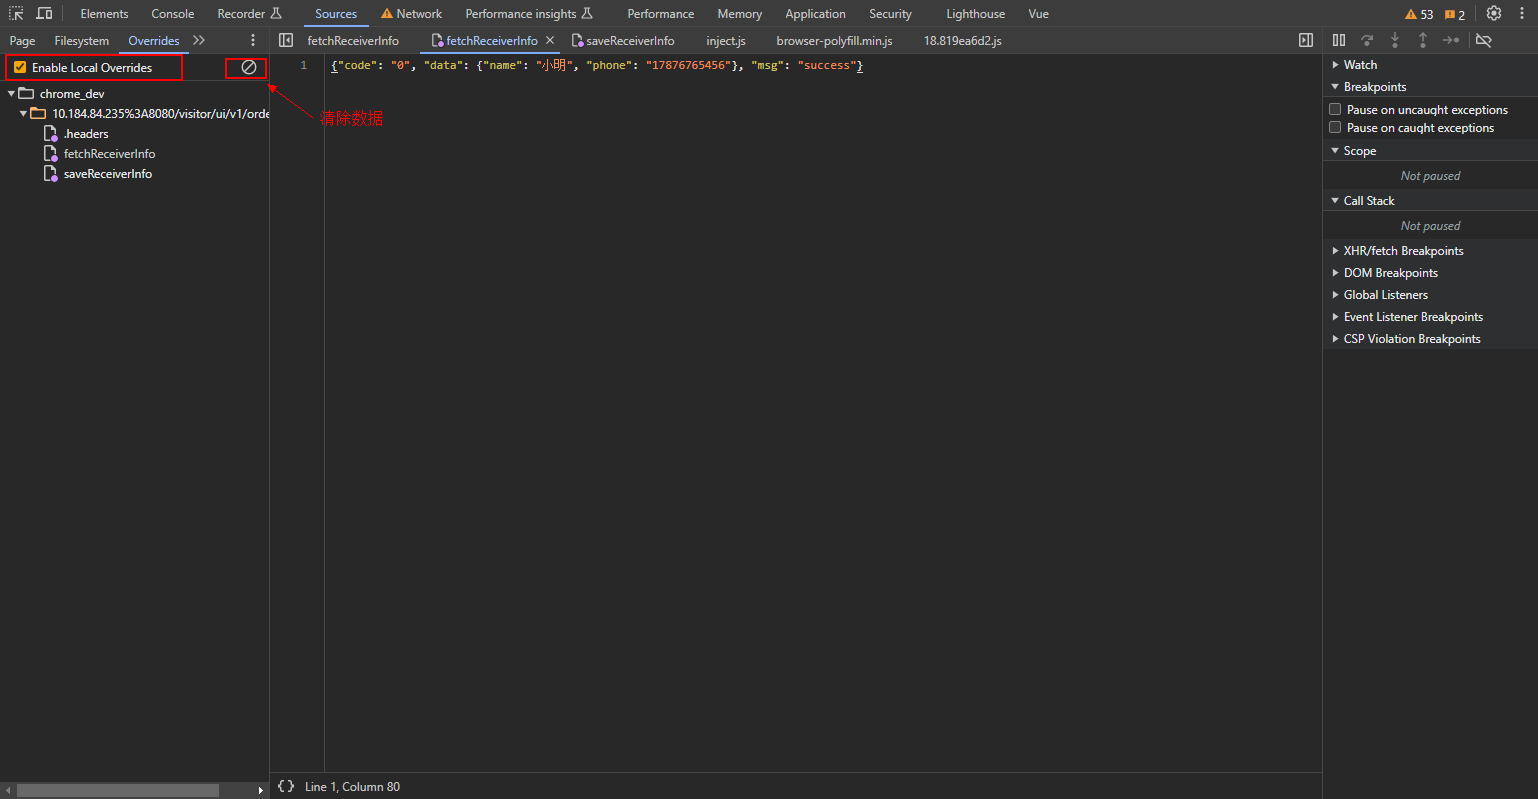 Elements Console Recorder Sources Network Performance insights Performance Memory Application Security Lighthouse Vue 53 2
Page Filesystem Overrides fetchReceiverInfo fetchReceiverInfo saveReceiverInfo inject.js browser-polyfill.min.js 18.819ea6d2.js
Enable Local Overrides
chrome_dev
10.184.84.235%3A8080/visitor/ui/v1/orde
.headers
fetchReceiverInfo
saveReceiverInfo
1 {"code": "0", "data": {"name": "小明", "phone": "17876765456"}, "msg": "success"}
清除数据
Watch
Breakpoints
Pause on uncaught exceptions
Pause on caught exceptions
Scope
Not paused
Call Stack
Not paused
XHR/fetch Breakpoints
DOM Breakpoints
Global Listeners
Event Listener Breakpoints
CSP Violation Breakpoints
{} Line 1, Column 80